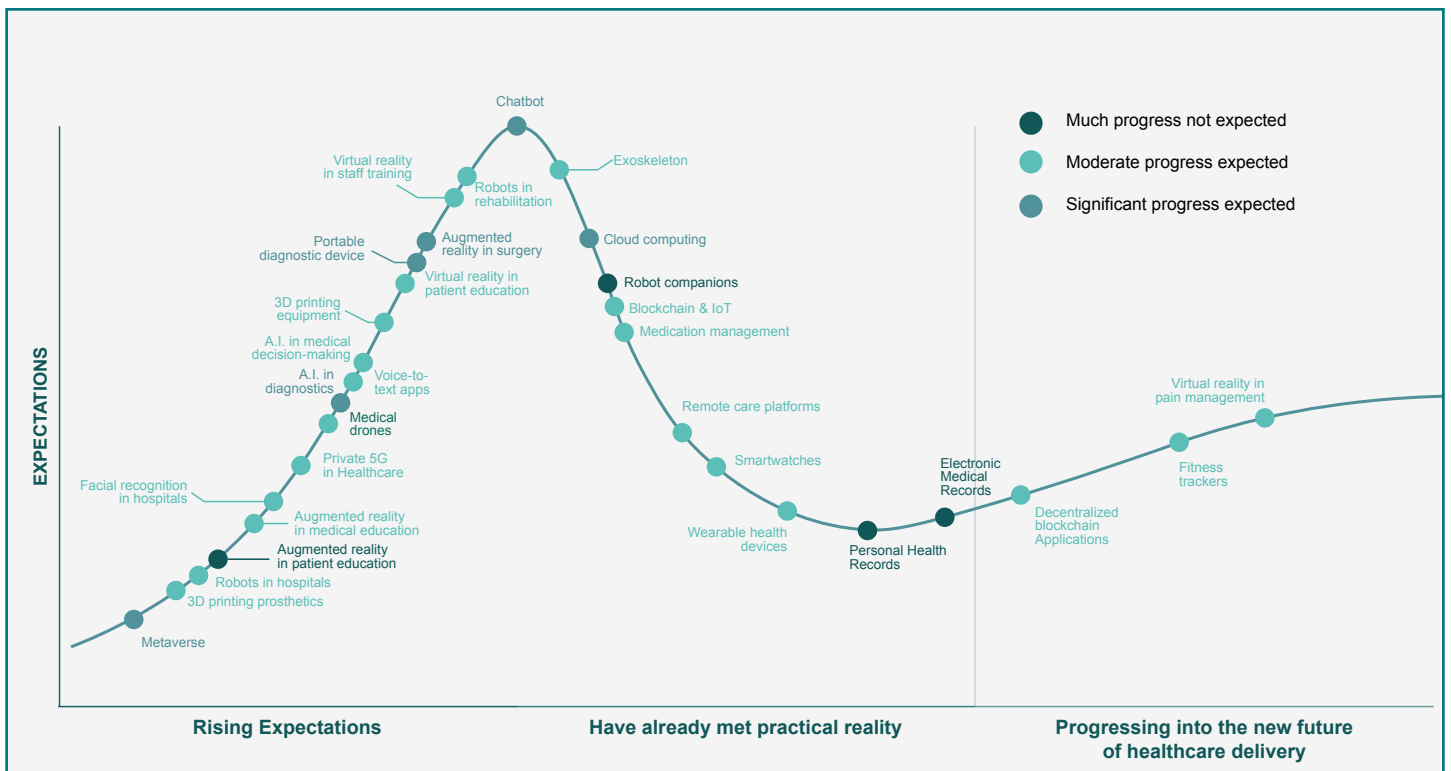 Chatbot
Much progress not expected
Moderate progress expected
Significant progress expected
Virtual reality
in staff training
Exoskeleton
Robots in
rehabilitation
Portable
diagnostic device
Augmented
reality in surgery
Cloud computing
Virtual reality in
patient education
Robot companions
3D printing
equipment
Blockchain & IoT
Medication management
A.I. in medical
decision-making
A.I. in
diagnostics
Voice-to-
text apps
Virtual reality in
pain management
Medical
drones
Remote care platforms
EXPECTATIONS
Private 5G
in Healthcare
Smartwatches
Electronic
Medical
Records
Fitness
trackers
Facial recognition
in hospitals
Augmented reality
in medical education
Wearable health
devices
Decentralized
blockchain
Applications
Augmented reality
in patient education
Personal Health
Records
Robots in hospitals
3D printing prosthetics
Metaverse
Rising Expectations
Have already met practical reality
Progressing into the new future
of healthcare delivery